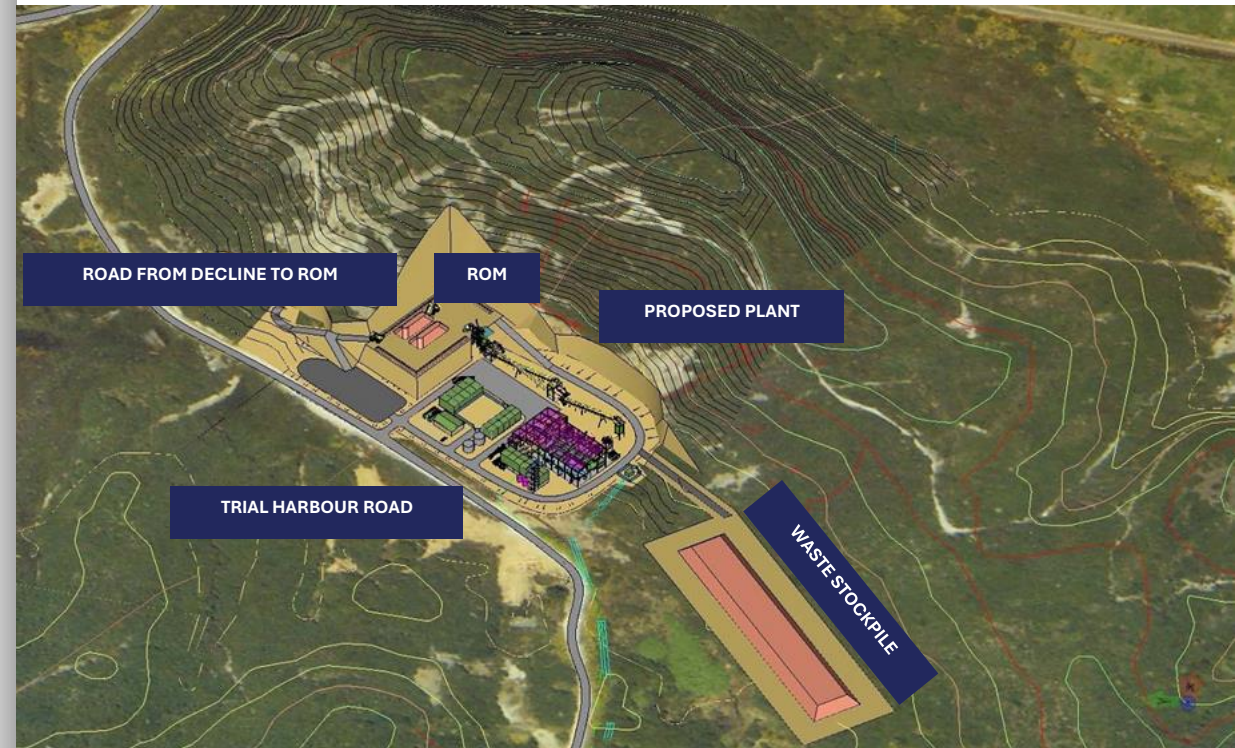 ROAD FROM DECLINE TO ROM
ROM
PROPOSED PLANT
TRIAL HARBOUR ROAD
WASTE STOCKPILE